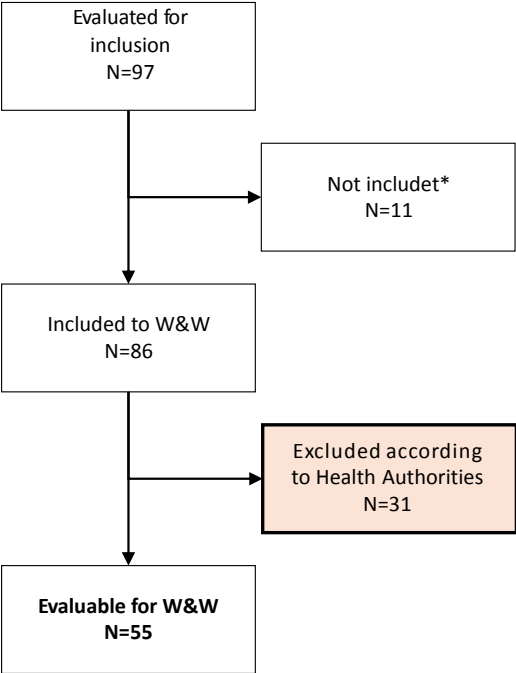 Evaluated for
inclusion
N=97
Not includet*
N=11
Included to W&W
N=86
Excluded according
to Health Authorities
N=31
Evaluable for W&W
N=55